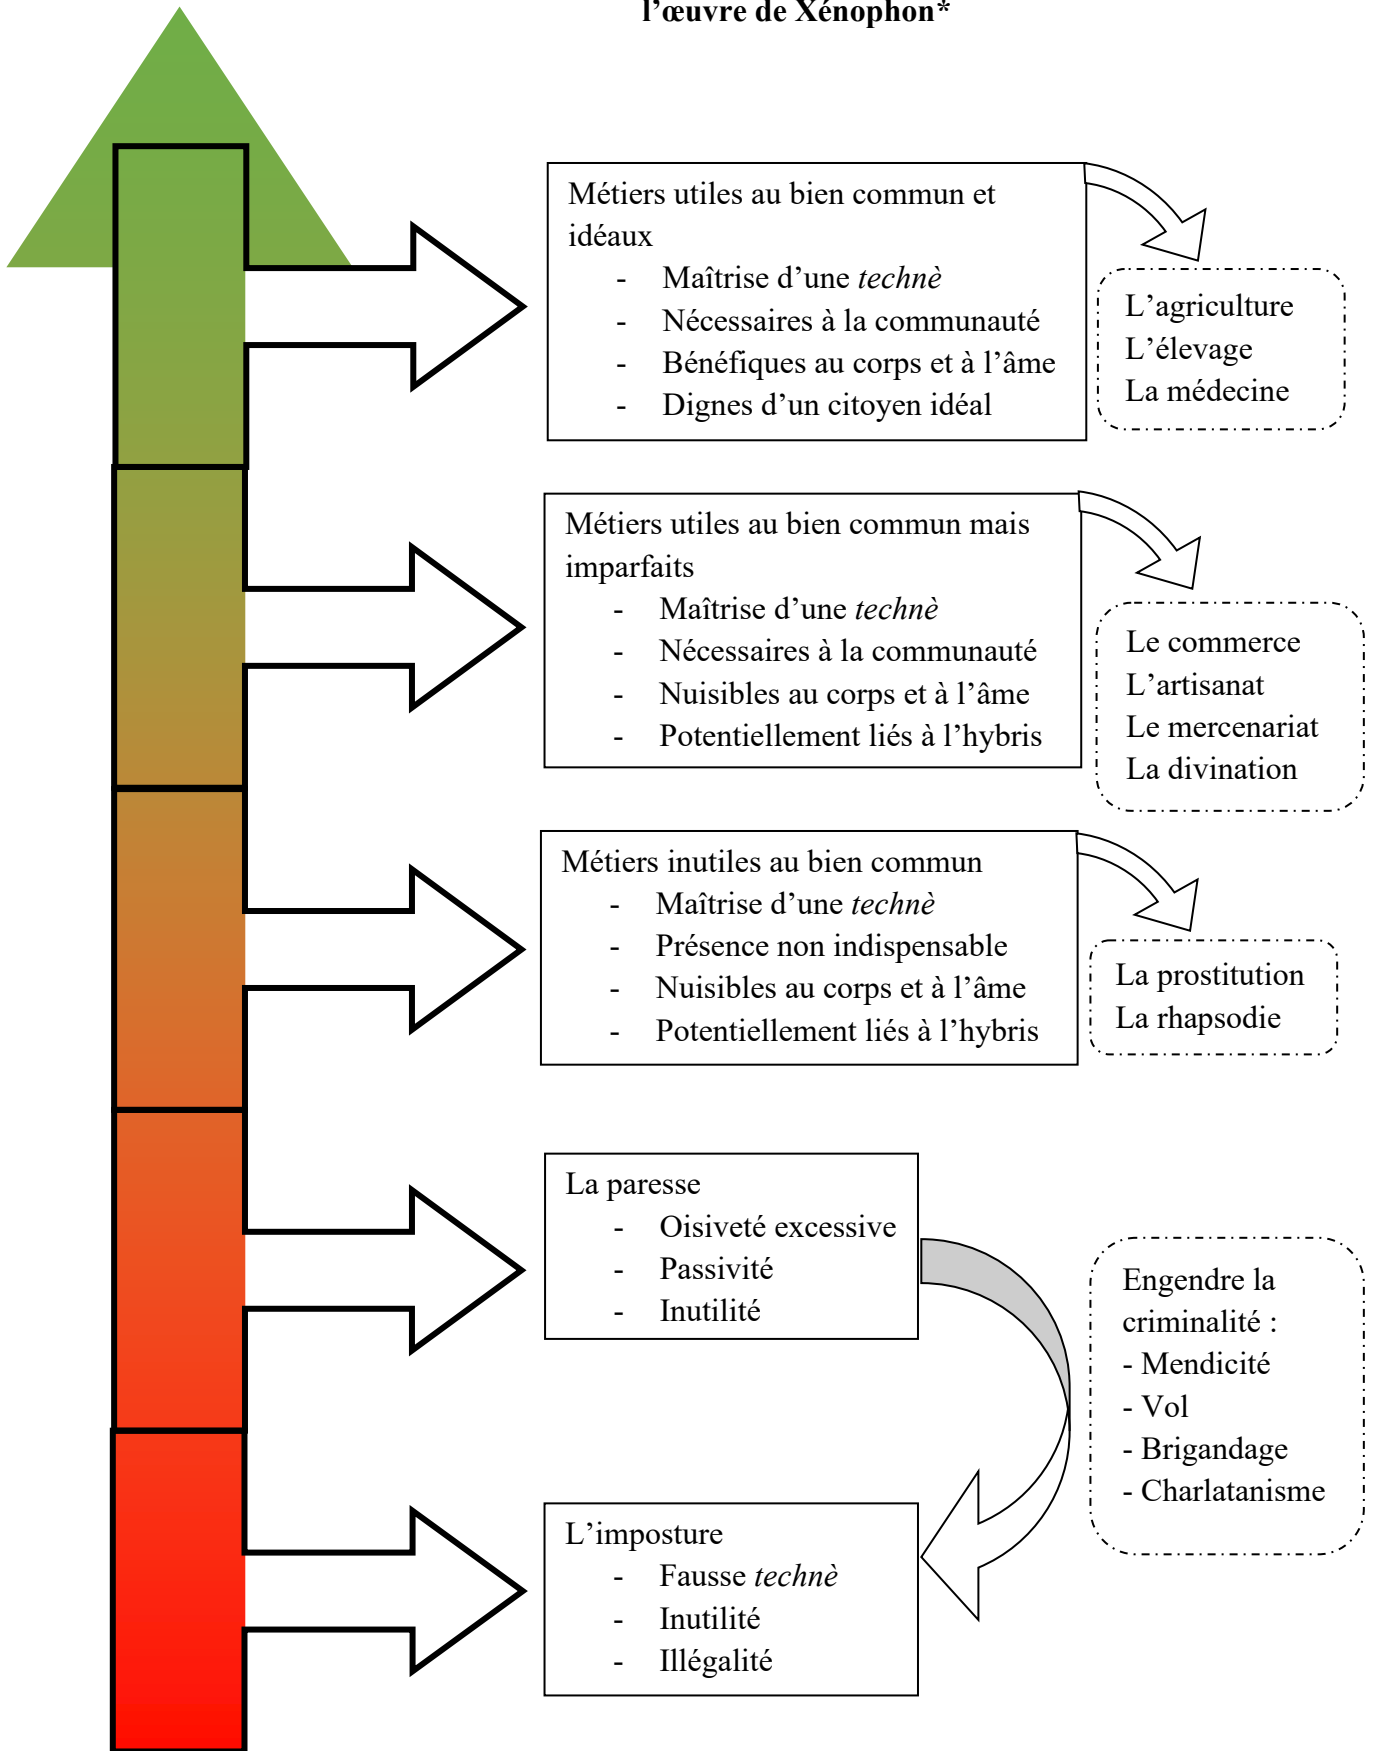 l’œuvre de Xénophon*
Métiers utiles au bien commun et
idéaux
- Maîtrise d’une technè
- Nécessaires à la communauté
- Bénéfiques au corps et à l’âme
- Dignes d’un citoyen idéal
L’agriculture
L’élevage
La médecine
Métiers utiles au bien commun mais
imparfaits
- Maîtrise d’une technè
- Nécessaires à la communauté
- Nuisibles au corps et à l’âme
- Potentiellement liés à l’hybris
Le commerce
L’artisanat
Le mercenariat
La divination
Métiers inutiles au bien commun
- Maîtrise d’une technè
- Présence non indispensable
- Nuisibles au corps et à l’âme
- Potentiellement liés à l’hybris
La prostitution
La rhapsodie
La paresse
- Oisiveté excessive
- Passivité
- Inutilité
Engendre la
criminalité :
- Mendicité
- Vol
- Brigandage
- Charlatanisme
L’imposture
- Fausse technè
- Inutilité
- Illégalité